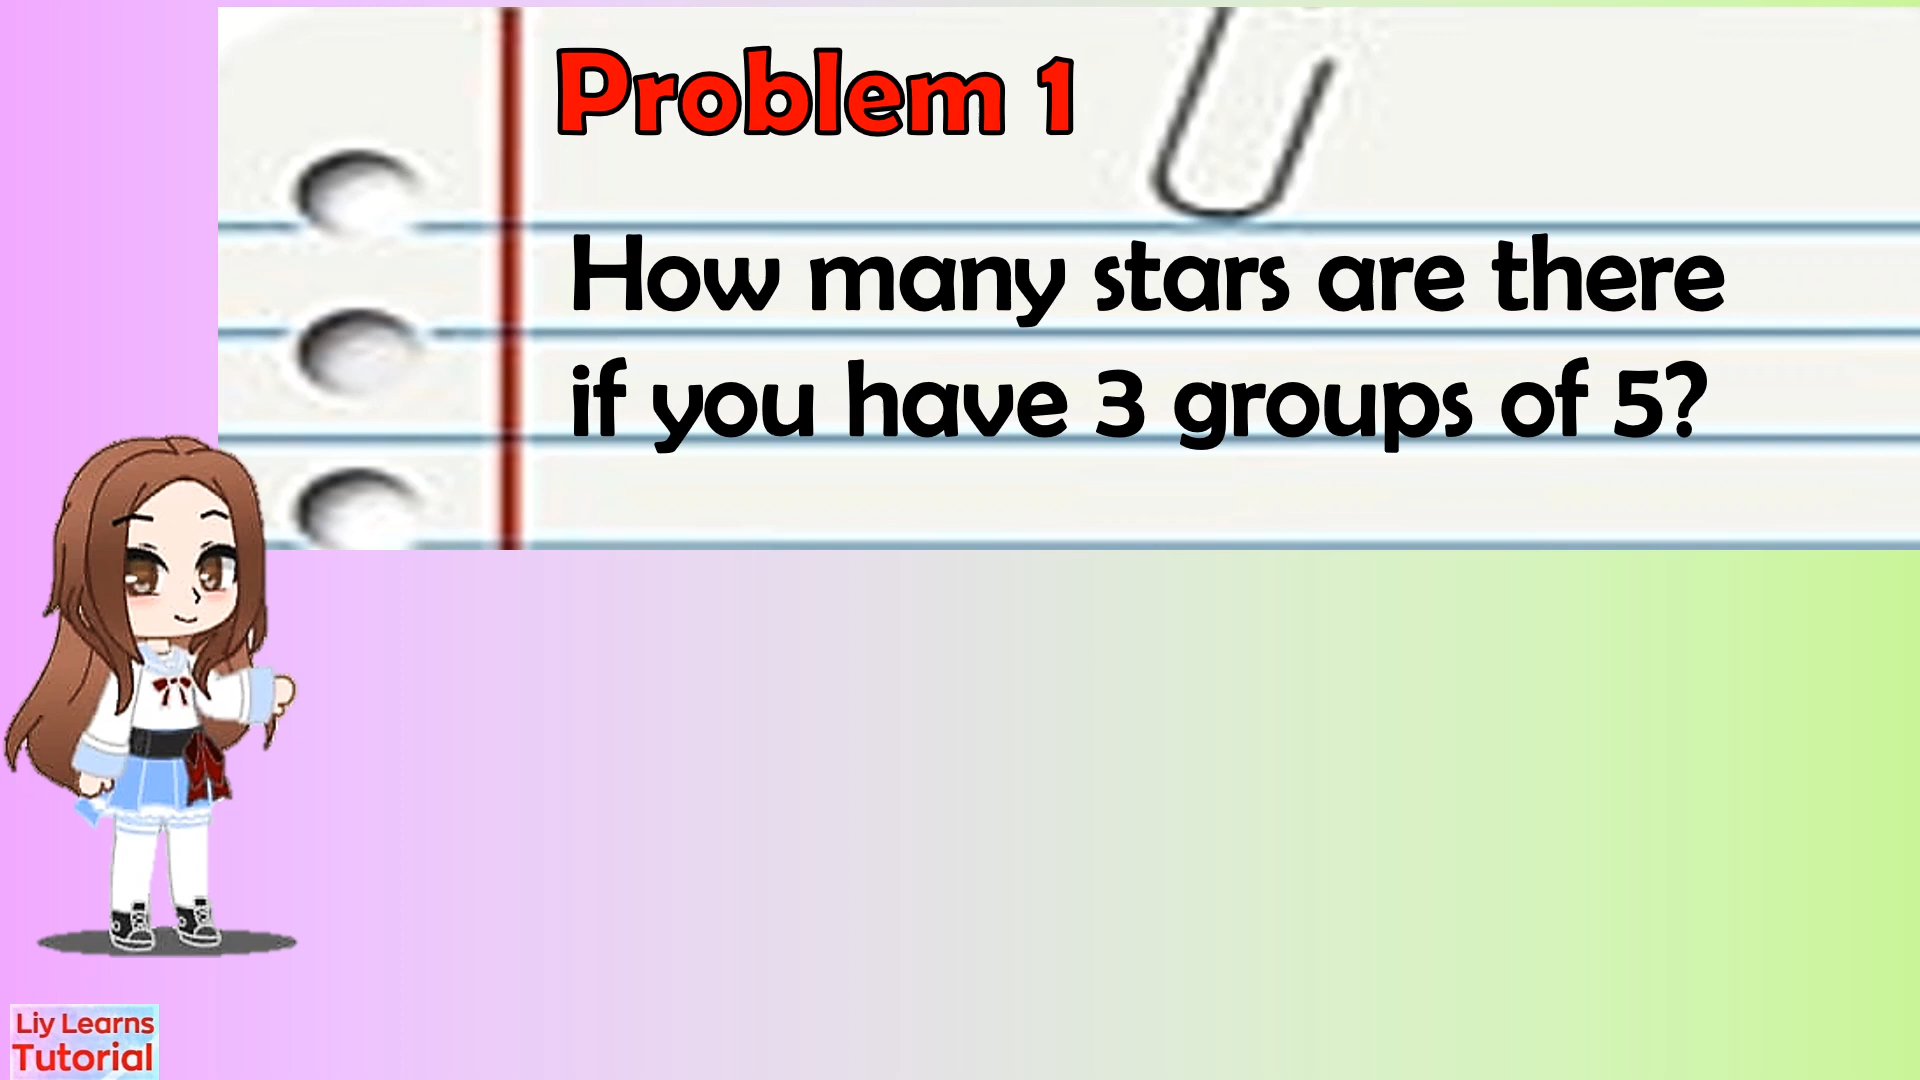 Problem 1
How many stars are there
if you have 3 groups of 5?
Liy Learns
Tutorial